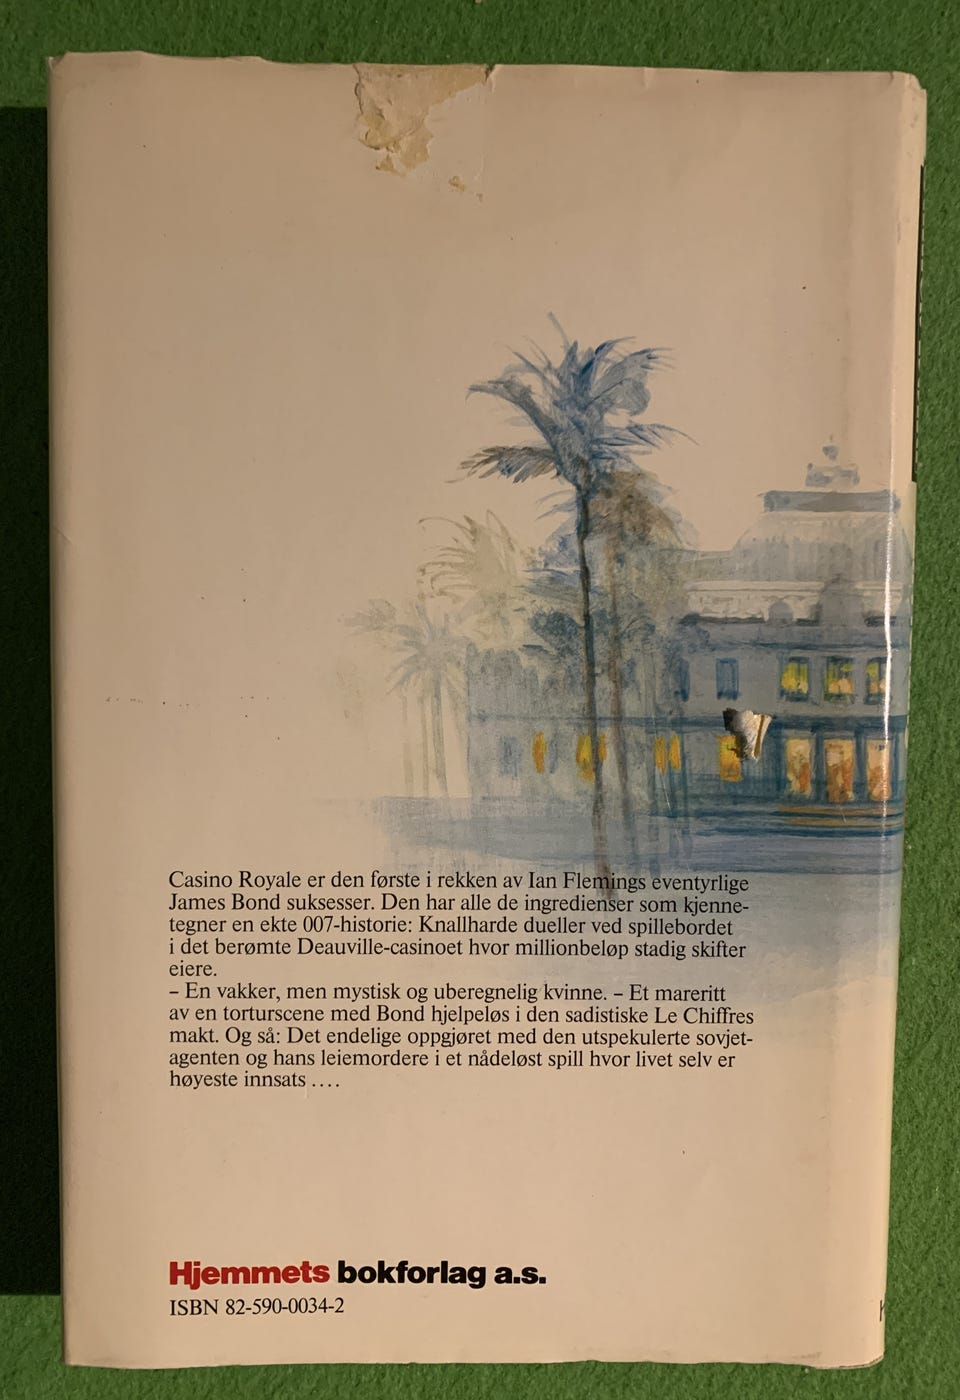 Casino Royale er den første i rekken av Ian Flemings eventyrlige
James Bond suksesser. Den har alle de ingredienser som kjenne-
tegner en ekte 007-historie: Knallharde dueller ved spillebordet
i det berømte Deauville-casinoet hvor millionbeløp stadig skifter
eiere.
– En vakker, men mystisk og uberegnelig kvinne. – Et mareritt
av en torturscene med Bond hjelpeløs i den sadistiske Le Chiffres
makt. Og så: Det endelige oppgjøret med den utspekulerte sovjet-
agenten og hans leiemordere i et nådeløst spill hvor livet selv er
høyeste innsats ....
Hjemmets bokforlag a.s.
ISBN 82-590-0034-2